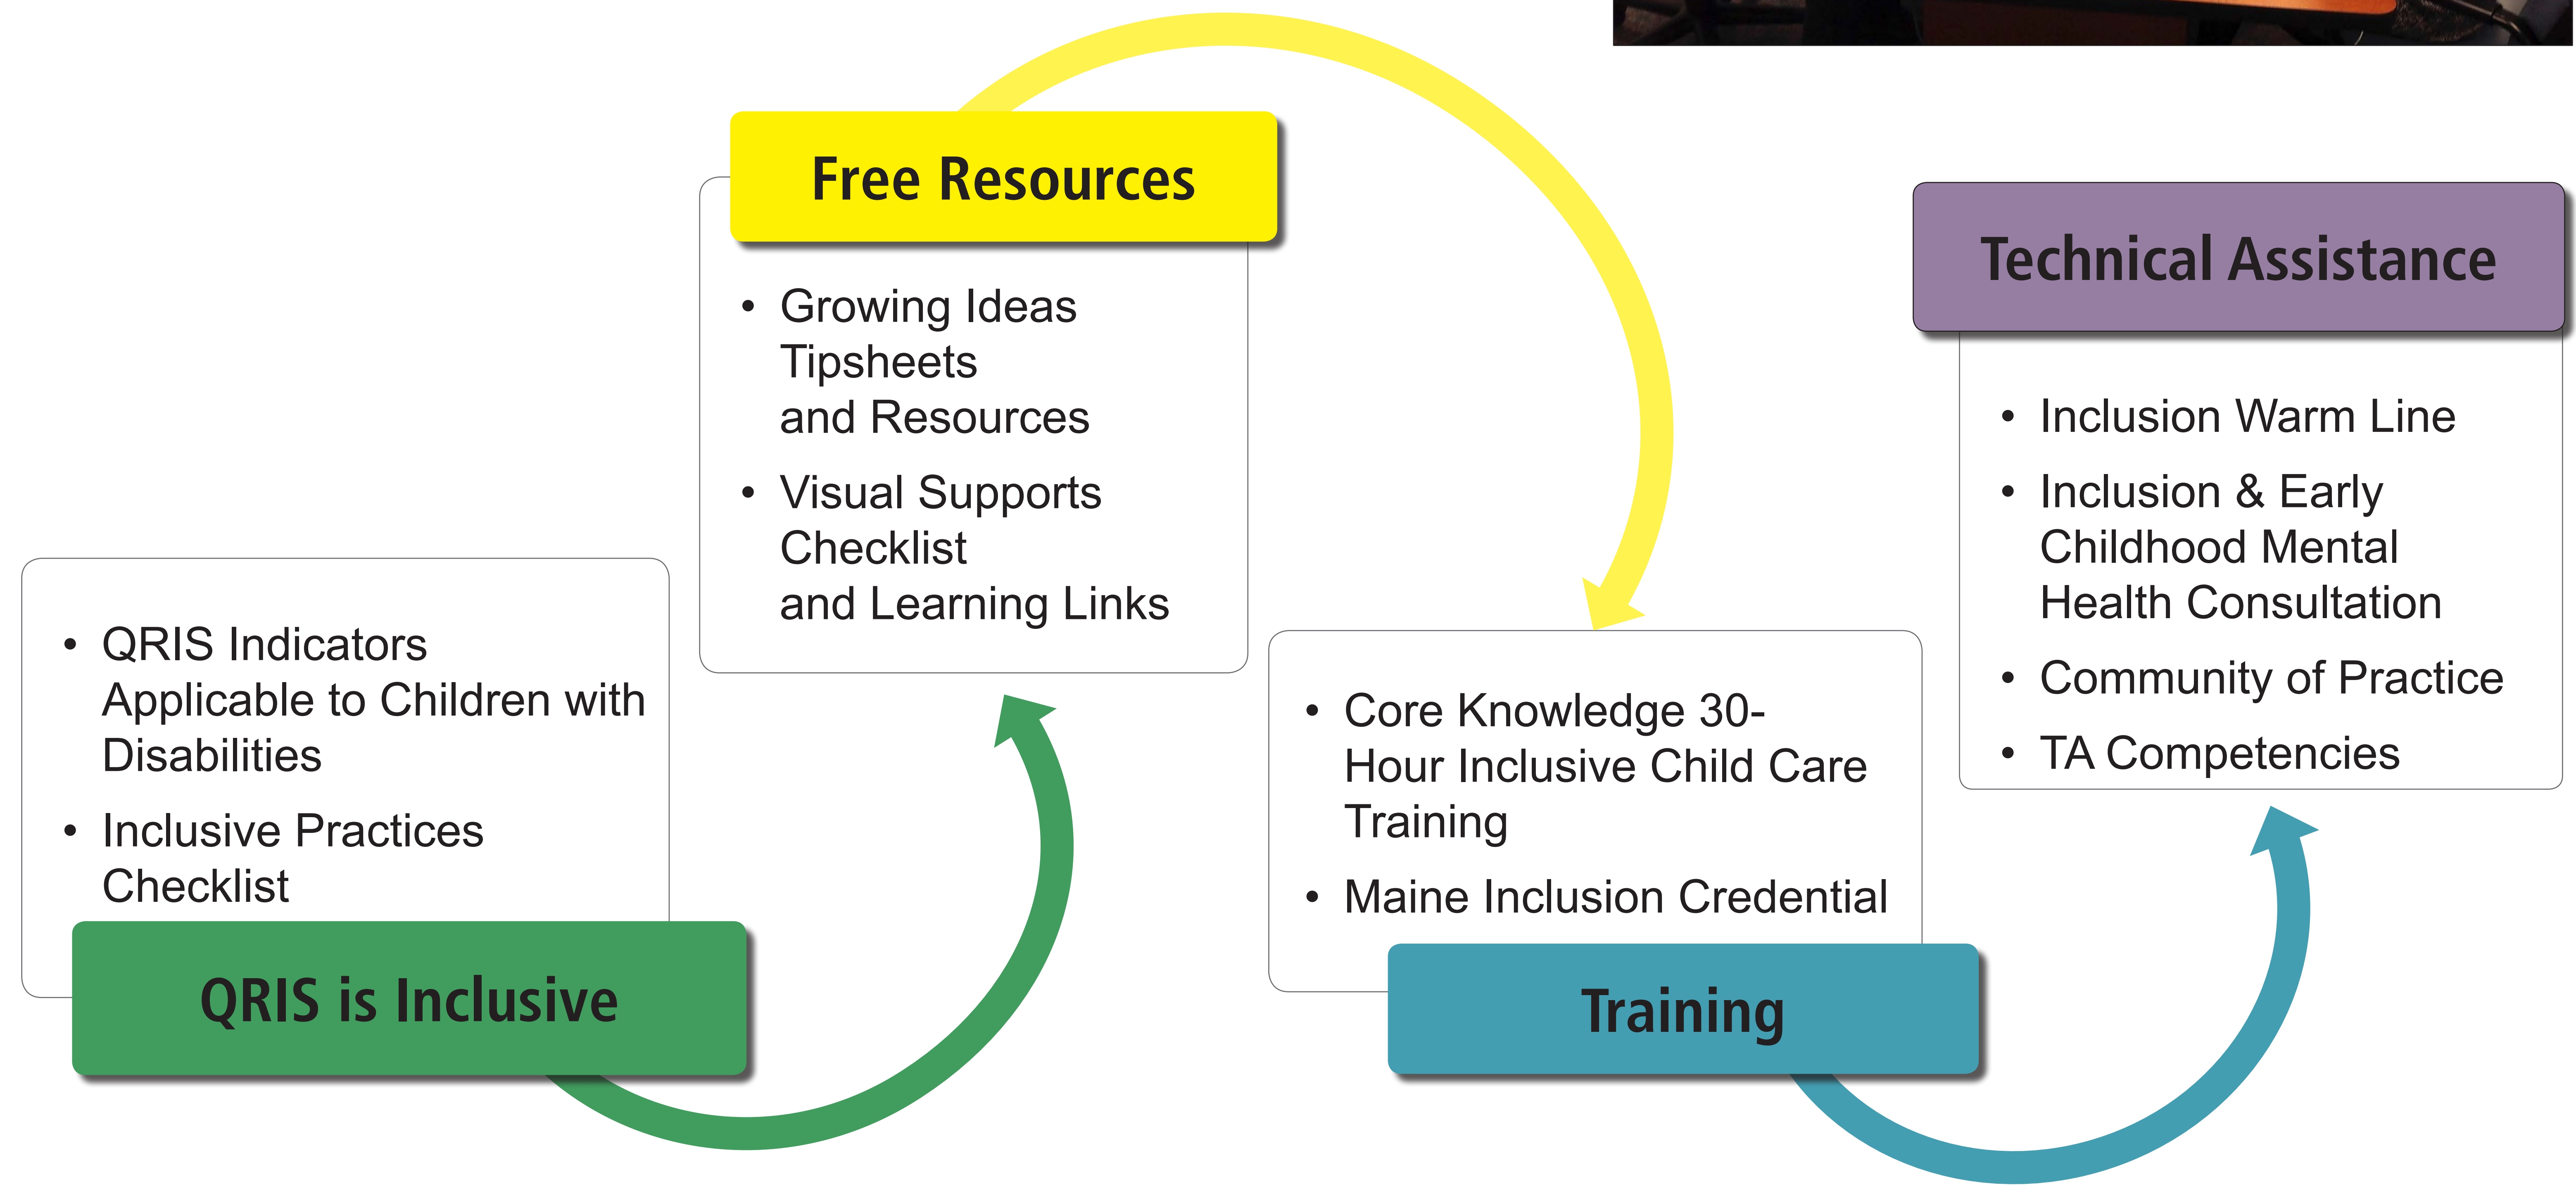 • QRIS Indicators
Applicable to Children with
Disabilities
• Inclusive Practices
Checklist
QRIS is Inclusive
Free Resources
• Growing Ideas
Tipsheets
and Resources
• Visual Supports
Checklist
and Learning Links
• Core Knowledge 30-
Hour Inclusive Child Care
Training
• Maine Inclusion Credential
Training
Technical Assistance
• Inclusion Warm Line
• Inclusion & Early
Childhood Mental
Health Consultation
• Community of Practice
• TA Competencies